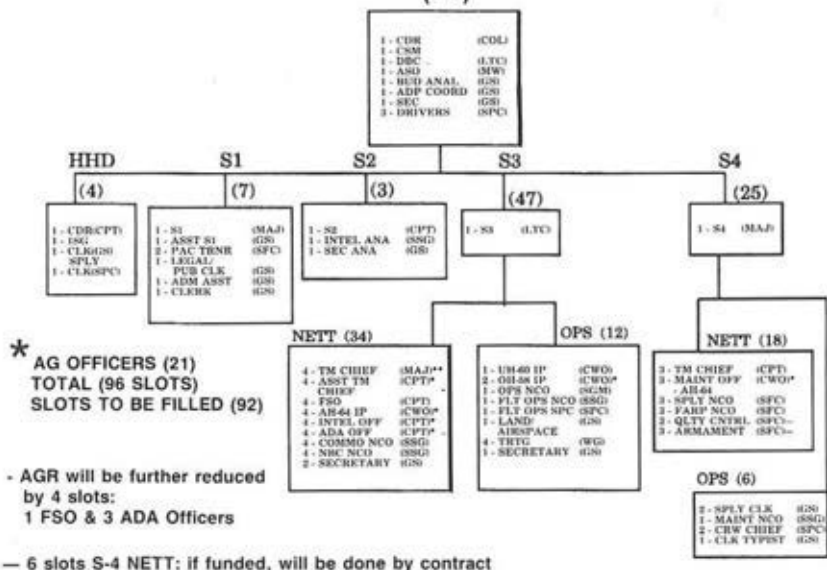 1 - CDR (COL)
1 - CSM
1 - DBC (LTC)
1 - ASO (MW)
1 - BUD ANAL (GS)
1 - ADP COORD (GS)
1 - SEC (GS)
3 - DRIVERS (SPC)
HHD S1 S2 S3 S4
(4) (7) (3) (47) (25)
1 - CDR(CPT)
1 - 1SG
1 - CLK(GS)
SPLY
1 - CLK(SPC)
1 - S1 (MAJ)
1 - ASST S1 (GS)
2 - PAC TRNR (SFC)
1 - LEGAL/
PUB CLK (GS)
1 - ADM ASST (GS)
1 - CLERK (GS)
1 - S2 (CPT)
1 - INTEL ANA (SSG)
1 - SEC ANA (GS)
1 - S3 (LTC)
1 - S4 (MAJ)
NETT (34)
4 - TM CHIEF (MAJ)**
4 - ASST TM (CPT)*
CHIEF
4 - FSO (CPT)
4 - AH-64 IP (CWO)*
4 - INTEL OFF (CPT)*
4 - ADA OFF (CPT)*
4 - COMMO NCO (SSG)
4 - NBC NCO (SSG)
2 - SECRETARY (GS)
OPS (12)
1 - UH-60 IP (CWO)
2 - OH-58 IP (CWO)*
1 - OPS NCO (SGM)
1 - FLT OPS NCO (SSG)
1 - FLT OPS SPC (SPC)
1 - LAND/ (GS)
AIRSPACE
4 - TRTG (WG)
1 - SECRETARY (GS)
NETT (18)
3 - TM CHIEF (CPT)
3 - MAINT OFF (CWO)*
- AH-64
3 - SPLY NCO (SFC)
3 - FARP NCO (SFC)
3 - QLTY CNTRL (SFC)—
3 - ARMAMENT (SFC)—
OPS (6)
2 - SPLY CLK (GS)
1 - MAINT NCO (SSG)
2 - CRW CHIEF (SPC)
1 - CLK TYPIST (GS)
* AG OFFICERS (21)
TOTAL (96 SLOTS)
SLOTS TO BE FILLED (92)
- AGR will be further reduced
by 4 slots:
1 FSO & 3 ADA Officers
— 6 slots S-4 NETT: if funded, will be done by contract